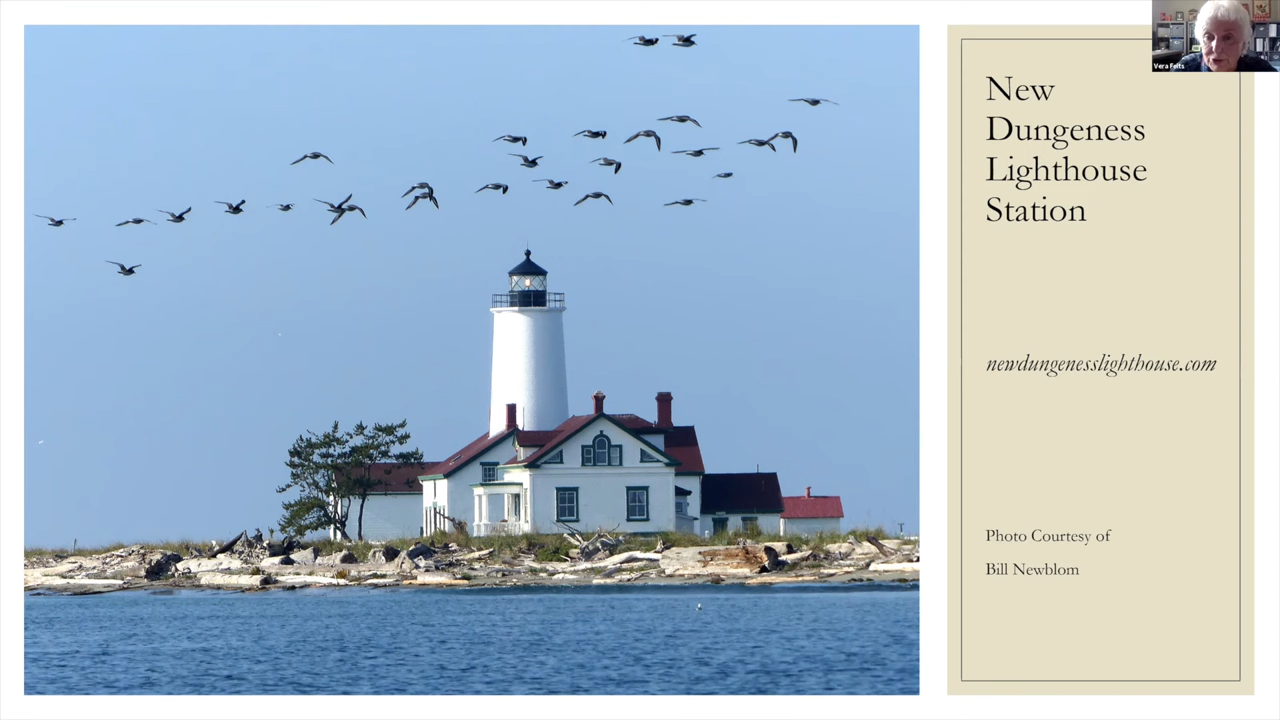 Vera Felts
New
Dungeness
Lighthouse
Station
newdungenesslighthouse.com
Photo Courtesy of
Bill Newblom